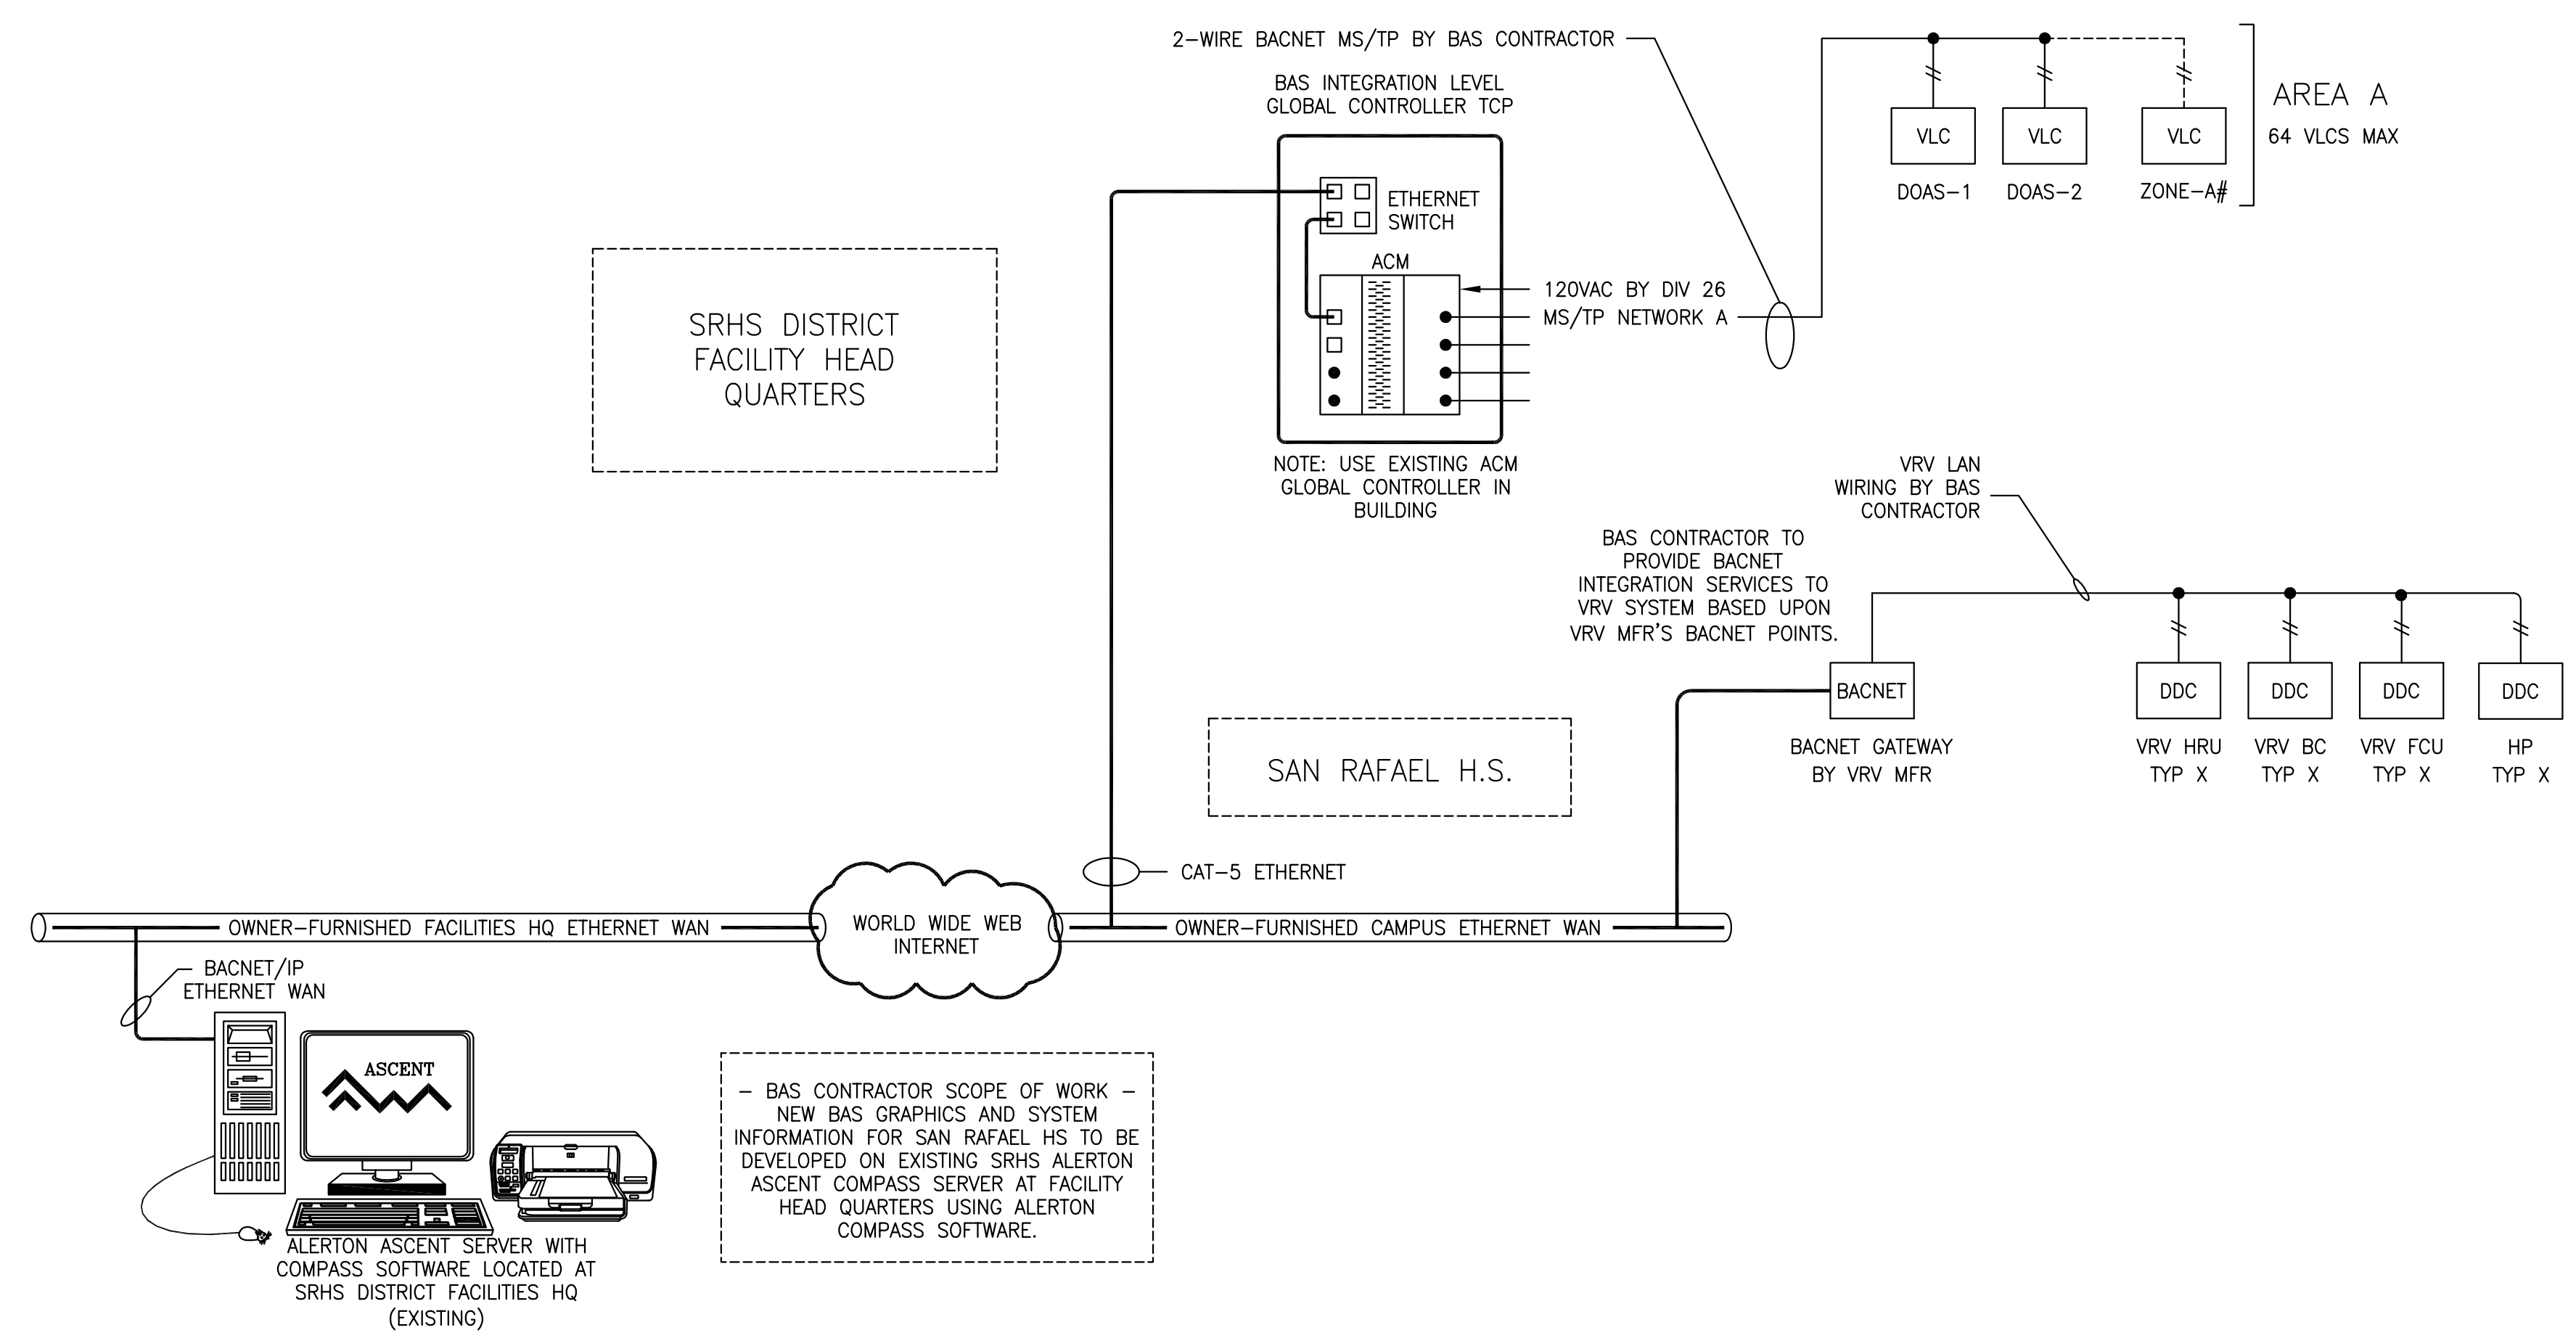 2-WIRE BACNET MS/TP BY BAS CONTRACTOR
BAS INTEGRATION LEVEL
GLOBAL CONTROLLER TCP
ETHERNET
SWITCH
ACM
120VAC BY DIV 26
MS/TP NETWORK A
NOTE: USE EXISTING ACM
GLOBAL CONTROLLER IN
BUILDING
VLC
VLC
VLC
DOAS-1
DOAS-2
ZONE-A#
AREA A
64 VLCS MAX
SRHS DISTRICT
FACILITY HEAD
QUARTERS
VRV LAN
WIRING BY BAS
CONTRACTOR
BAS CONTRACTOR TO
PROVIDE BACNET
INTEGRATION SERVICES TO
VRV SYSTEM BASED UPON
VRV MFR'S BACNET POINTS.
BACNET
BACNET GATEWAY
BY VRV MFR
DDC
DDC
DDC
DDC
VRV HRU
TYP X
VRV BC
TYP X
VRV FCU
TYP X
HP
TYP X
SAN RAFAEL H.S.
CAT-5 ETHERNET
OWNER-FURNISHED FACILITIES HQ ETHERNET WAN
WORLD WIDE WEB
INTERNET
OWNER-FURNISHED CAMPUS ETHERNET WAN
BACNET/IP
ETHERNET WAN
ASCENT
ALERTON ASCENT SERVER WITH
COMPASS SOFTWARE LOCATED AT
SRHS DISTRICT FACILITIES HQ
(EXISTING)
- BAS CONTRACTOR SCOPE OF WORK -
NEW BAS GRAPHICS AND SYSTEM
INFORMATION FOR SAN RAFAEL HS TO BE
DEVELOPED ON EXISTING SRHS ALERTON
ASCENT COMPASS SERVER AT FACILITY
HEAD QUARTERS USING ALERTON
COMPASS SOFTWARE.